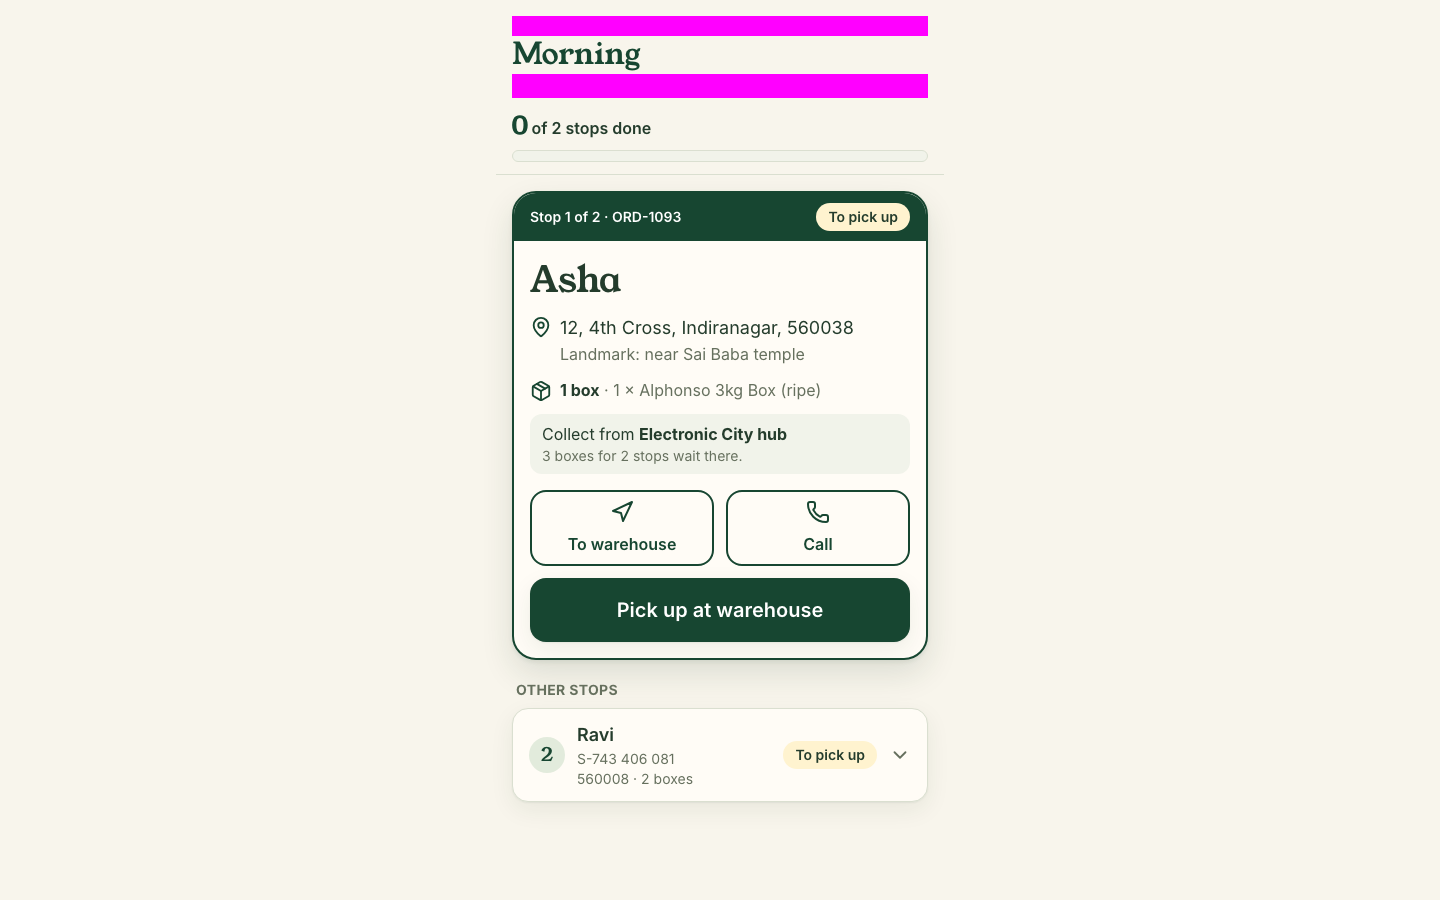 Morning
0 of 2 stops done
Stop 1 of 2 · ORD-1093
To pick up
Asha
12, 4th Cross, Indiranagar, 560038
Landmark: near Sai Baba temple
1 box · 1 × Alphonso 3kg Box (ripe)
Collect from Electronic City hub
3 boxes for 2 stops wait there.
To warehouse
Call
Pick up at warehouse
OTHER STOPS
2
Ravi
S-743 406 081
560008 · 2 boxes
To pick up